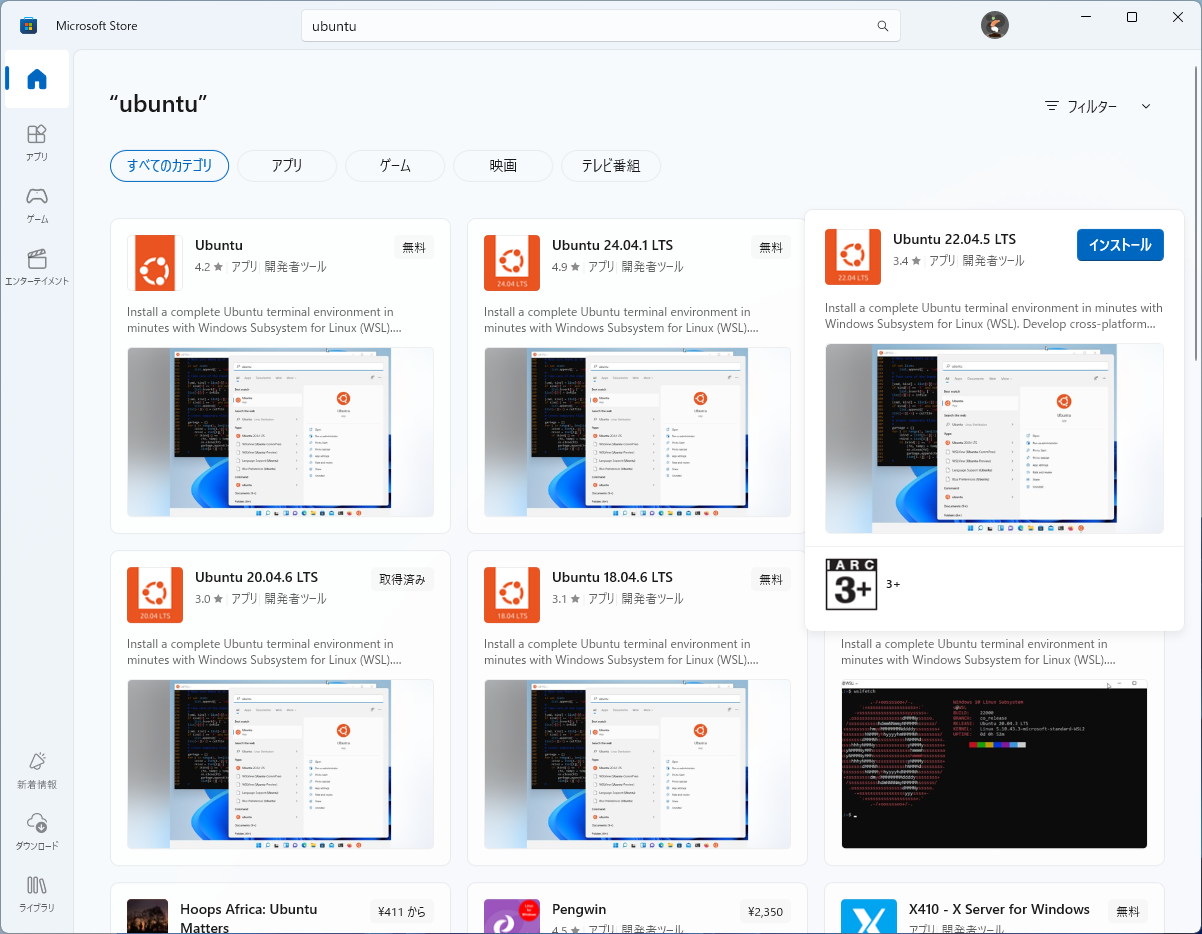 Microsoft Store
ubuntu
アプリ
ゲーム
エンターテイメント
新着情報
ダウンロード
ライブラリ
“ubuntu”
フィルター
すべてのカテゴリ
アプリ
ゲーム
映画
テレビ番組
Ubuntu
無料
4.2 ★ アプリ 開発者ツール
Install a complete Ubuntu terminal environment in
minutes with Windows Subsystem for Linux (WSL)....
Ubuntu 24.04.1 LTS
無料
4.9 ★ アプリ 開発者ツール
24.04 LTS
Install a complete Ubuntu terminal environment in
minutes with Windows Subsystem for Linux (WSL)....
Ubuntu 22.04.5 LTS
インストール
3.4 ★ アプリ 開発者ツール
22.04 LTS
Install a complete Ubuntu terminal environment in minutes with
Windows Subsystem for Linux (WSL). Develop cross-platform...
IARC
3+
3+
Ubuntu 20.04.6 LTS
取得済み
3.0 ★ アプリ 開発者ツール
20.04 LTS
Install a complete Ubuntu terminal environment in
minutes with Windows Subsystem for Linux (WSL)....
Ubuntu 18.04.6 LTS
無料
3.1 ★ アプリ 開発者ツール
18.04 LTS
Install a complete Ubuntu terminal environment in
minutes with Windows Subsystem for Linux (WSL)....
Install a complete Ubuntu terminal environment in
minutes with Windows Subsystem for Linux (WSL)....
Hoops Africa: Ubuntu
Matters
¥411 から
Pengwin
¥2,350
4.5 ★ アプリ 開発者ツール
X410 - X Server for Windows
無料
アプリ 開発者ツール